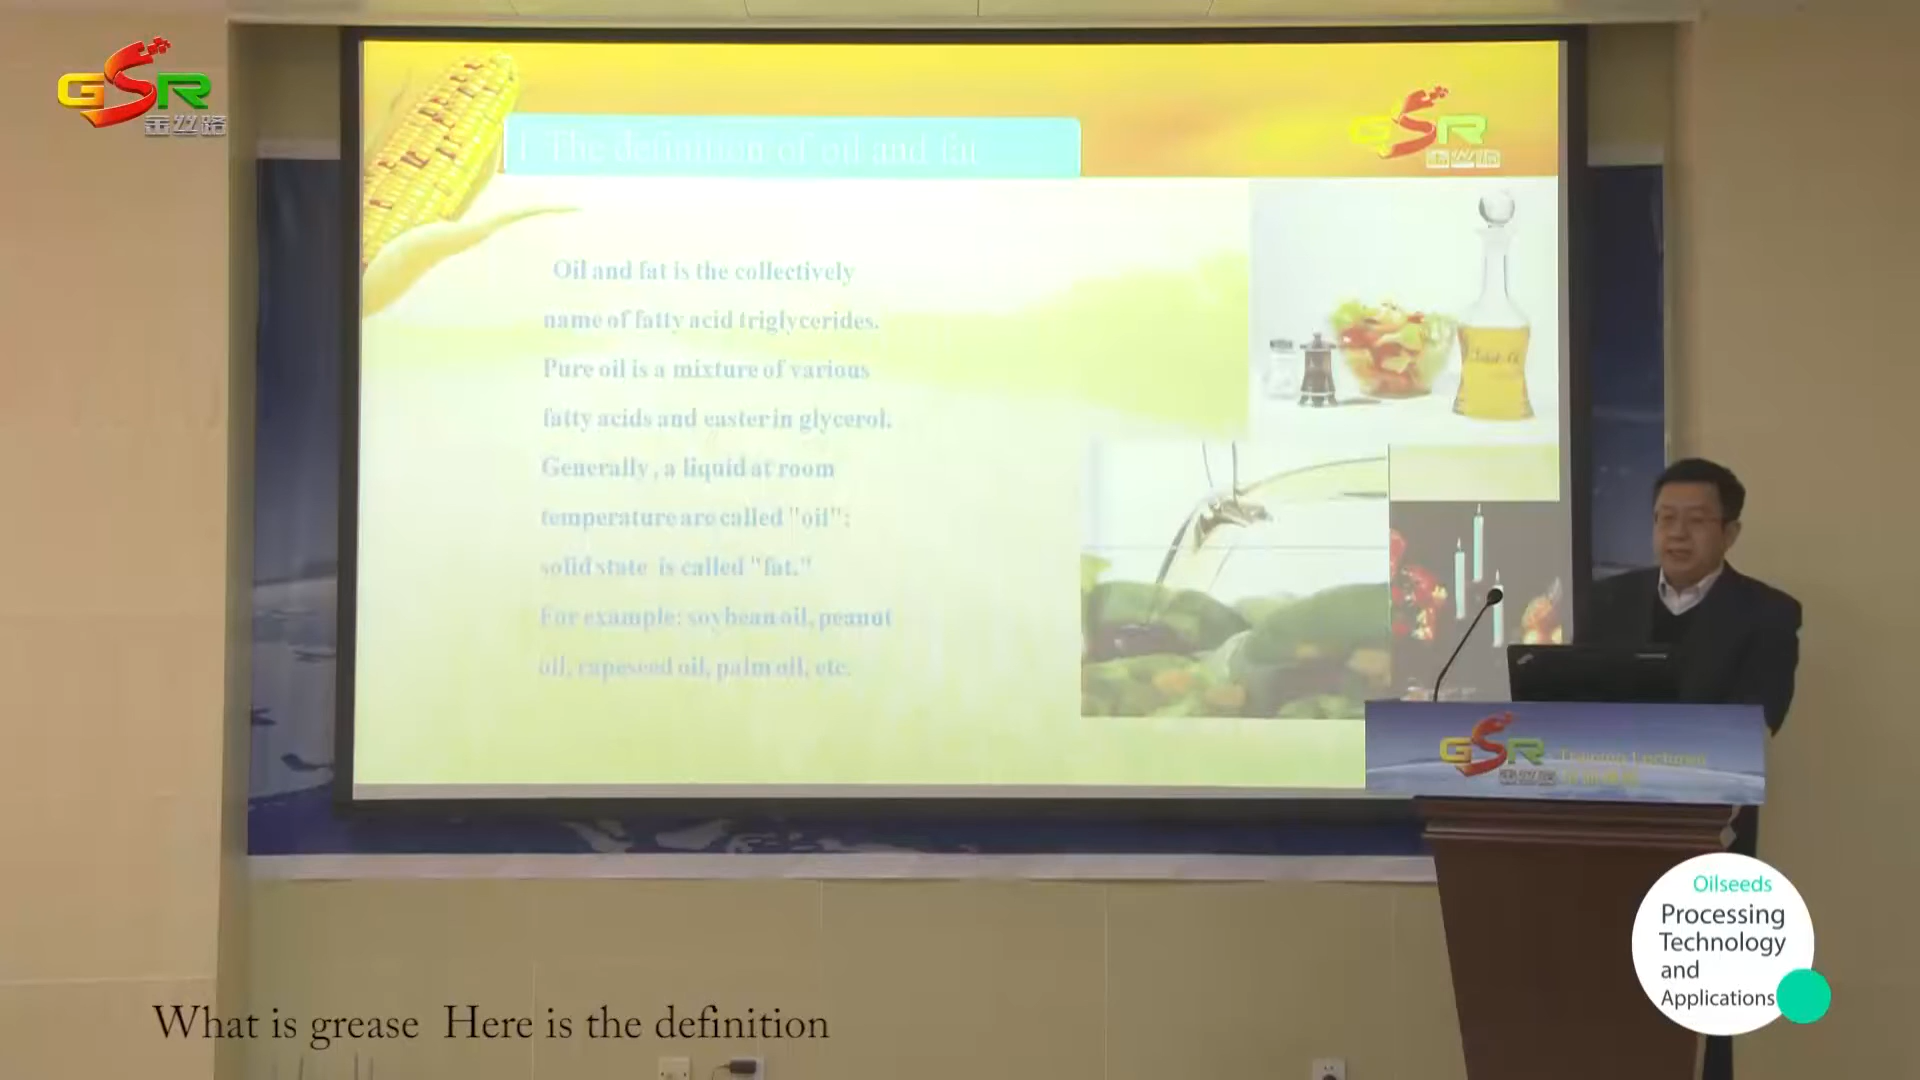 GSR
金丝路
1 The definition of oil and fat
GSR
金丝路
Oil and fat is the collectively
name of fatty acid triglycerides.
Pure oil is a mixture of various
fatty acids and easter in glycerol.
Generally , a liquid at room
temperature are called "oil";
solid state is called "fat."
For example: soybean oil, peanut
oil, rapeseed oil, palm oil, etc.
GSR
Training Lectures
Oilseeds
Processing
Technology
and
Applications
What is grease Here is the definition